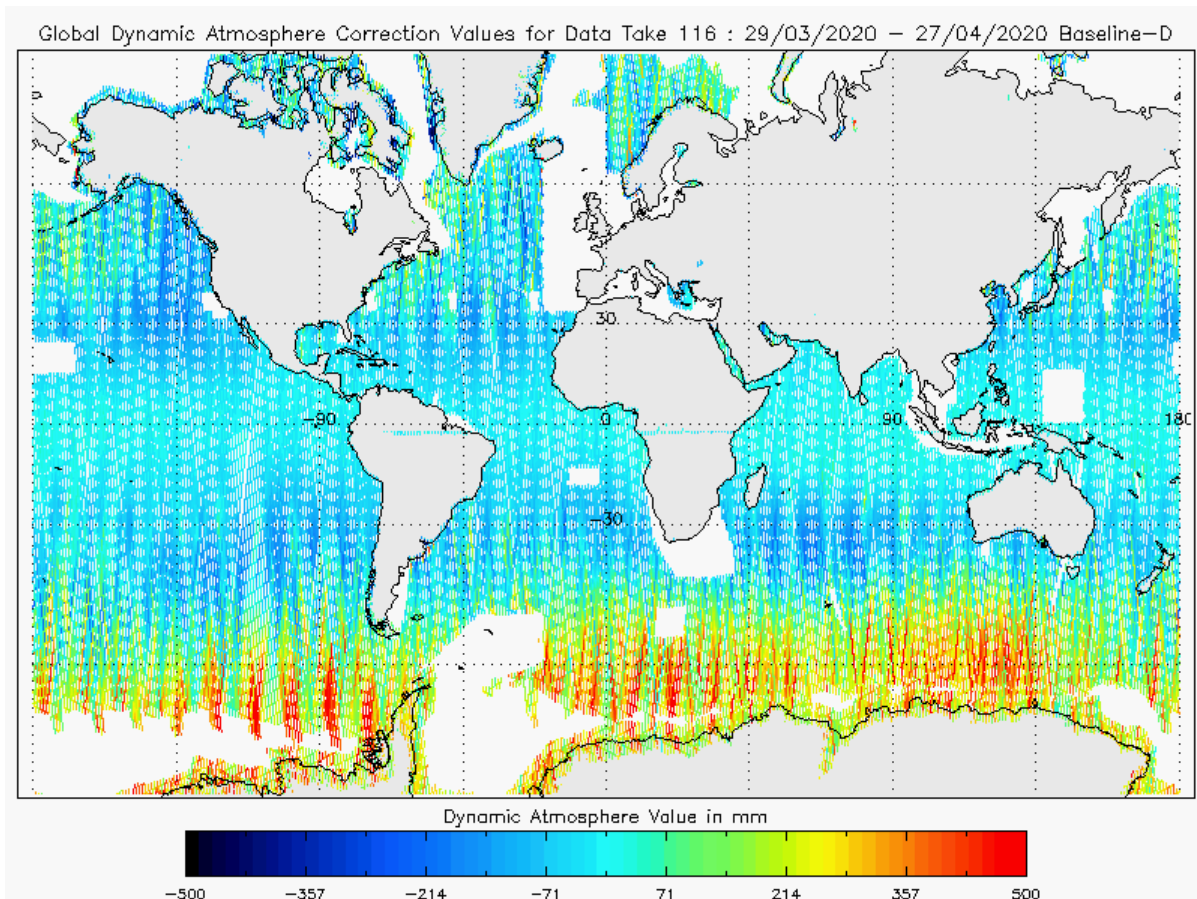 Global Dynamic Atmosphere Correction Values for Data Take 116 : 29/03/2020 – 27/04/2020 Baseline–D
30
–90 0 90 180
–30
Dynamic Atmosphere Value in mm
–500 –357 –214 –71 71 214 357 500